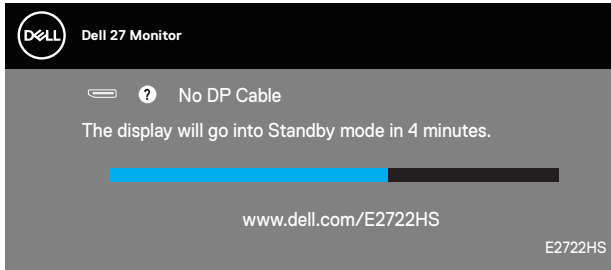 DELL
Dell 27 Monitor
? No DP Cable
The display will go into Standby mode in 4 minutes.
www.dell.com/E2722HS
E2722HS